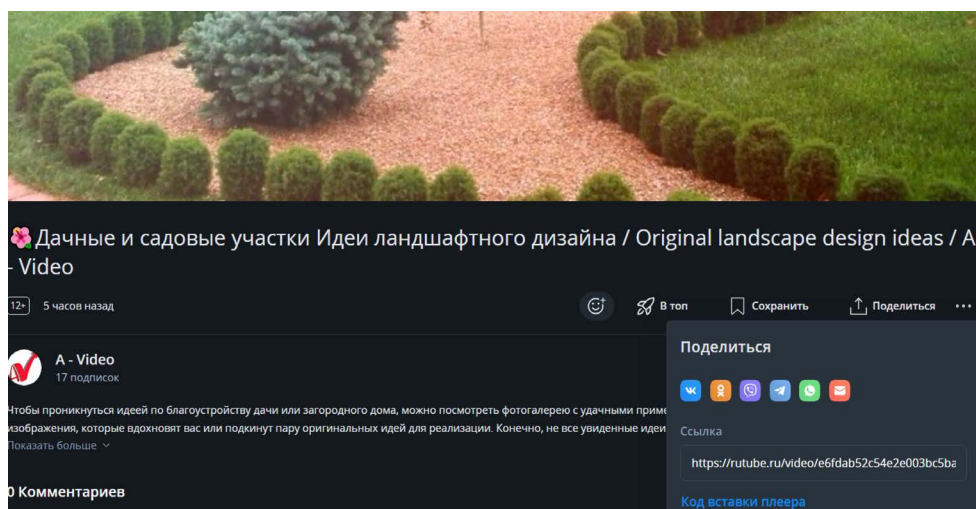 Дачные и садовые участки Идеи ландшафтного дизайна / Original landscape design ideas / A
- Video
12+ 5 часов назад
В топ Сохранить Поделиться
A - Video
17 подписок
Чтобы проникнуться идеей по благоустройству дачи или загородного дома, можно посмотреть фотогалерею с удачными приме
изображения, которые вдохновят вас или подкинут пару оригинальных идей для реализации. Конечно, не все увиденные идеи
Показать больше
0 Комментариев
Поделиться
Ссылка
https://rutube.ru/video/e6fdab52c54e2e003bc5ba
Код вставки плеера